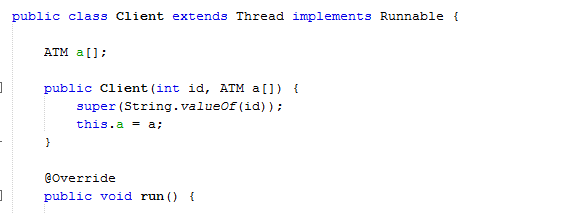 public class Client extends Thread implements Runnable {
ATM a[];
public Client(int id, ATM a[]) {
super(String.valueOf(id));
this.a = a;
}
@Override
public void run() {